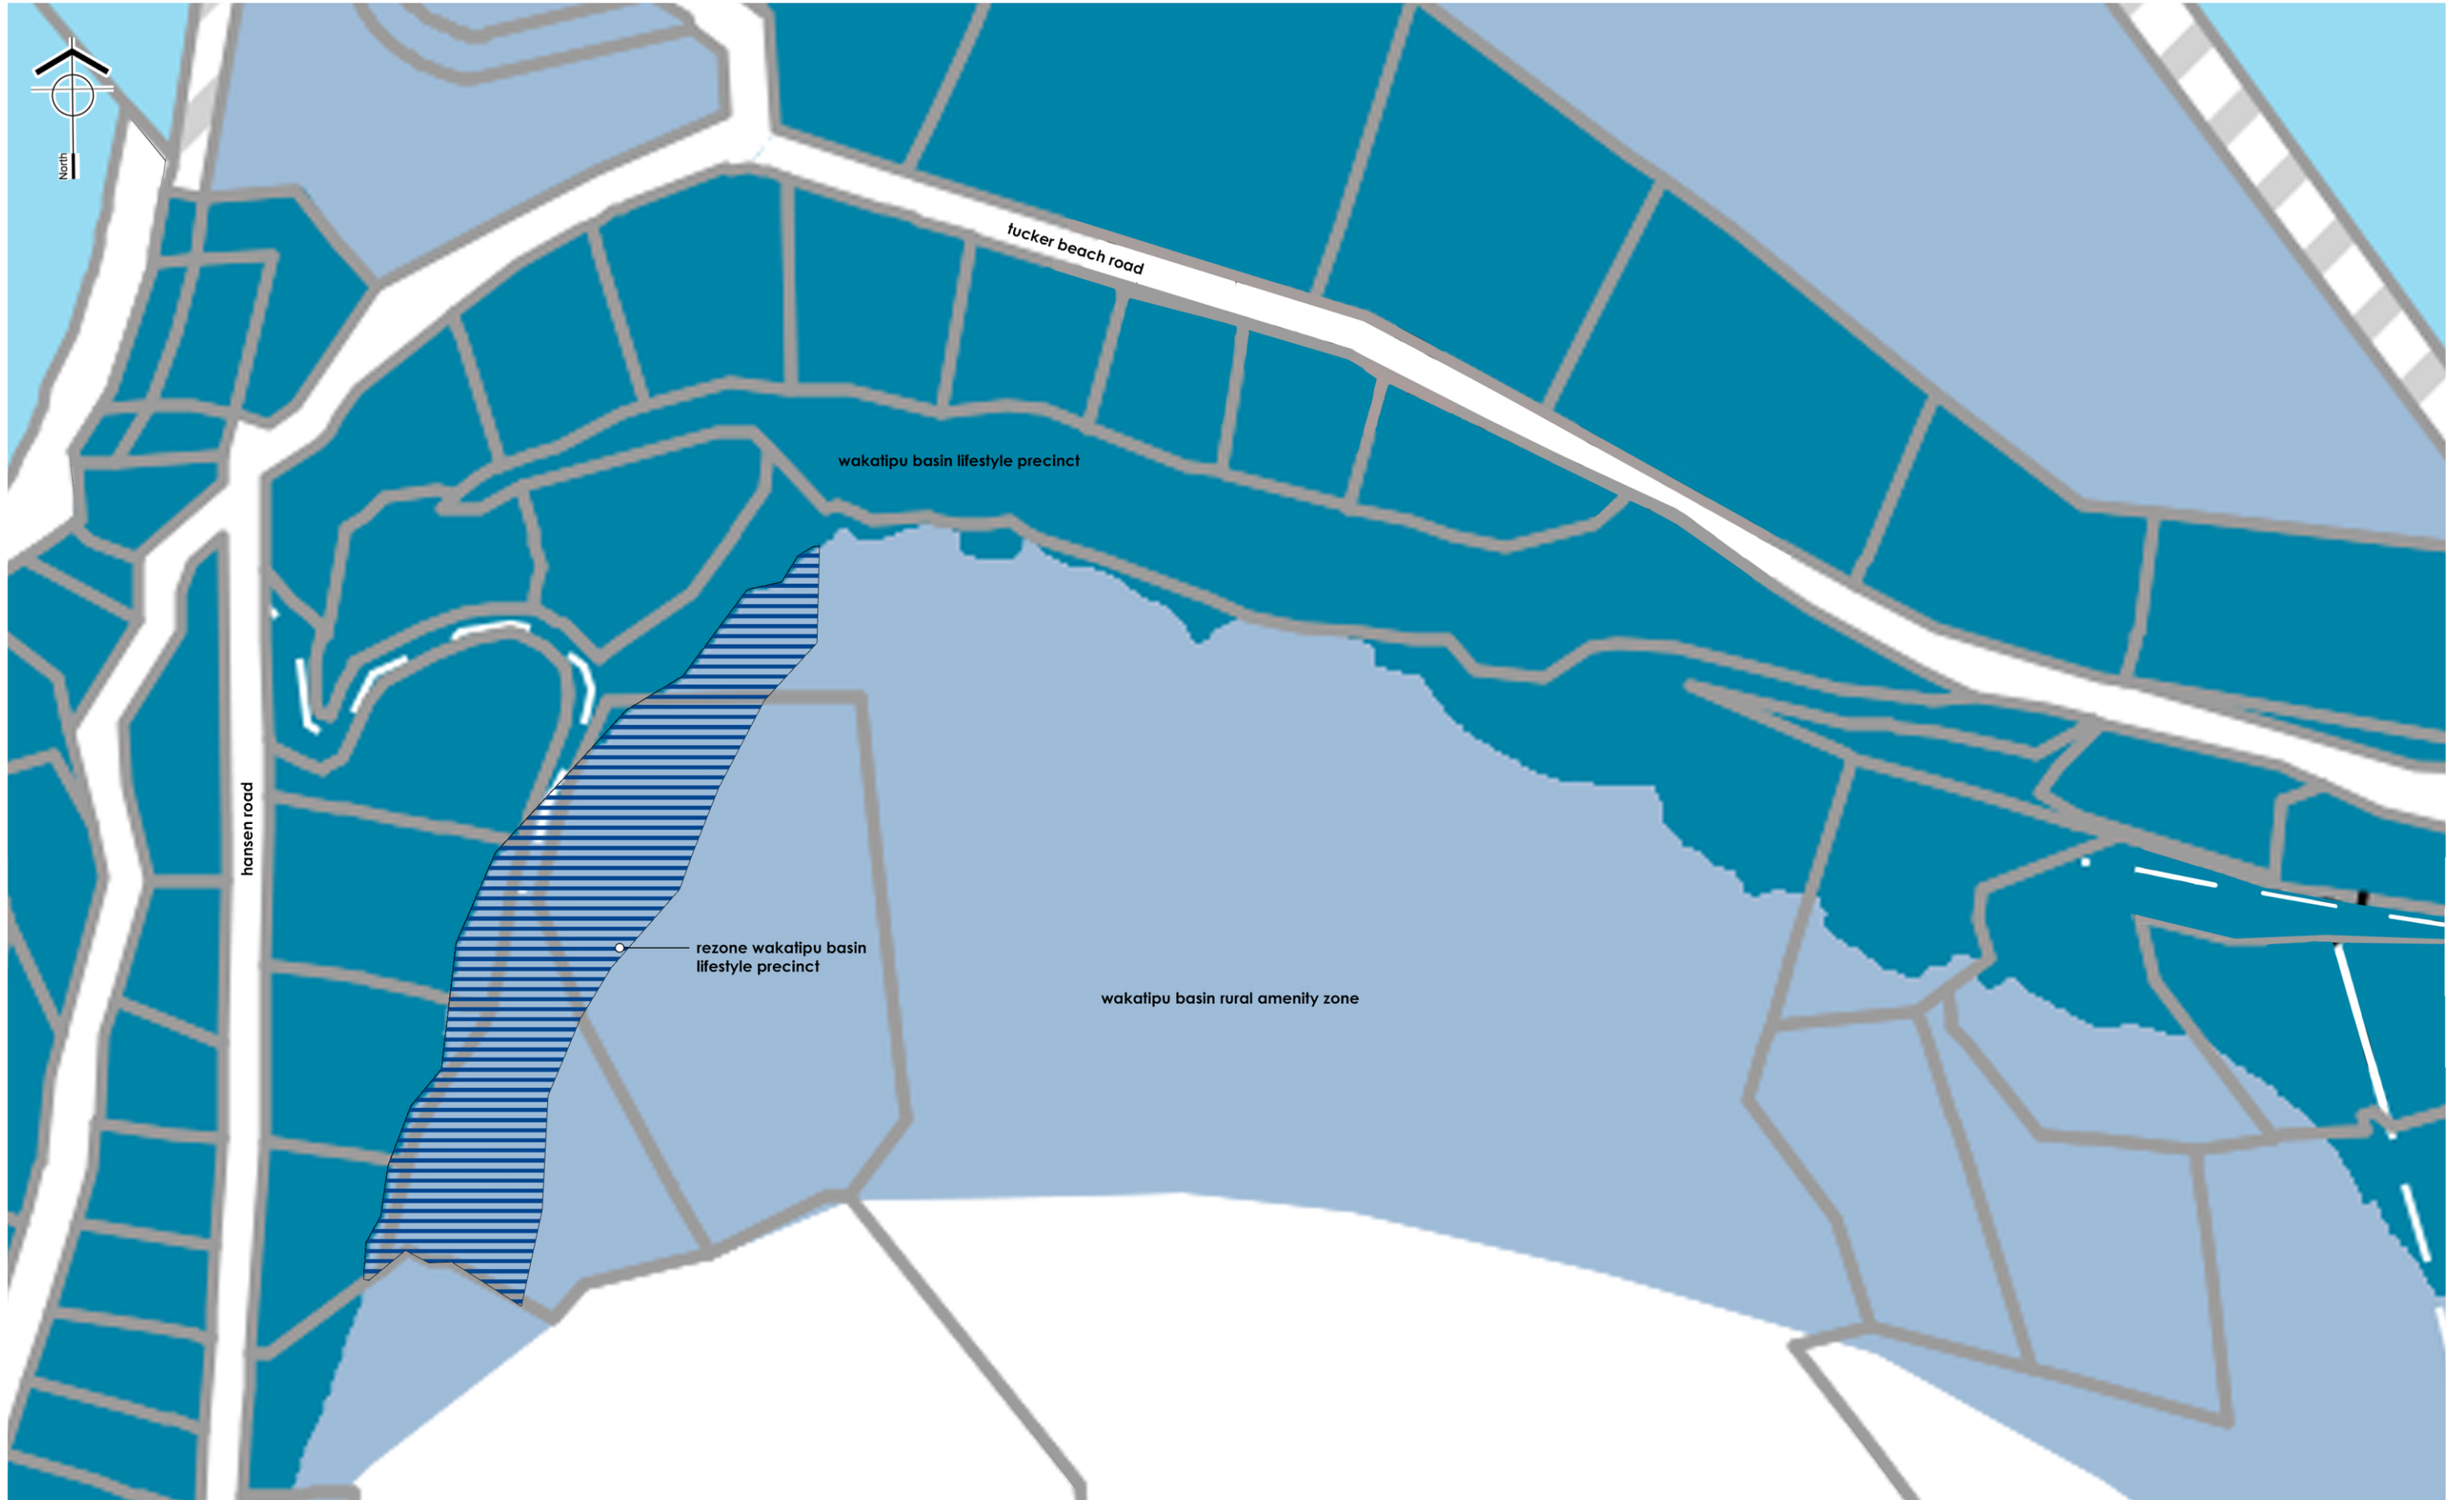 North
tucker beach road
wakatipu basin lifestyle precinct
hansen road
rezone wakatipu basin
lifestyle precinct
wakatipu basin rural amenity zone